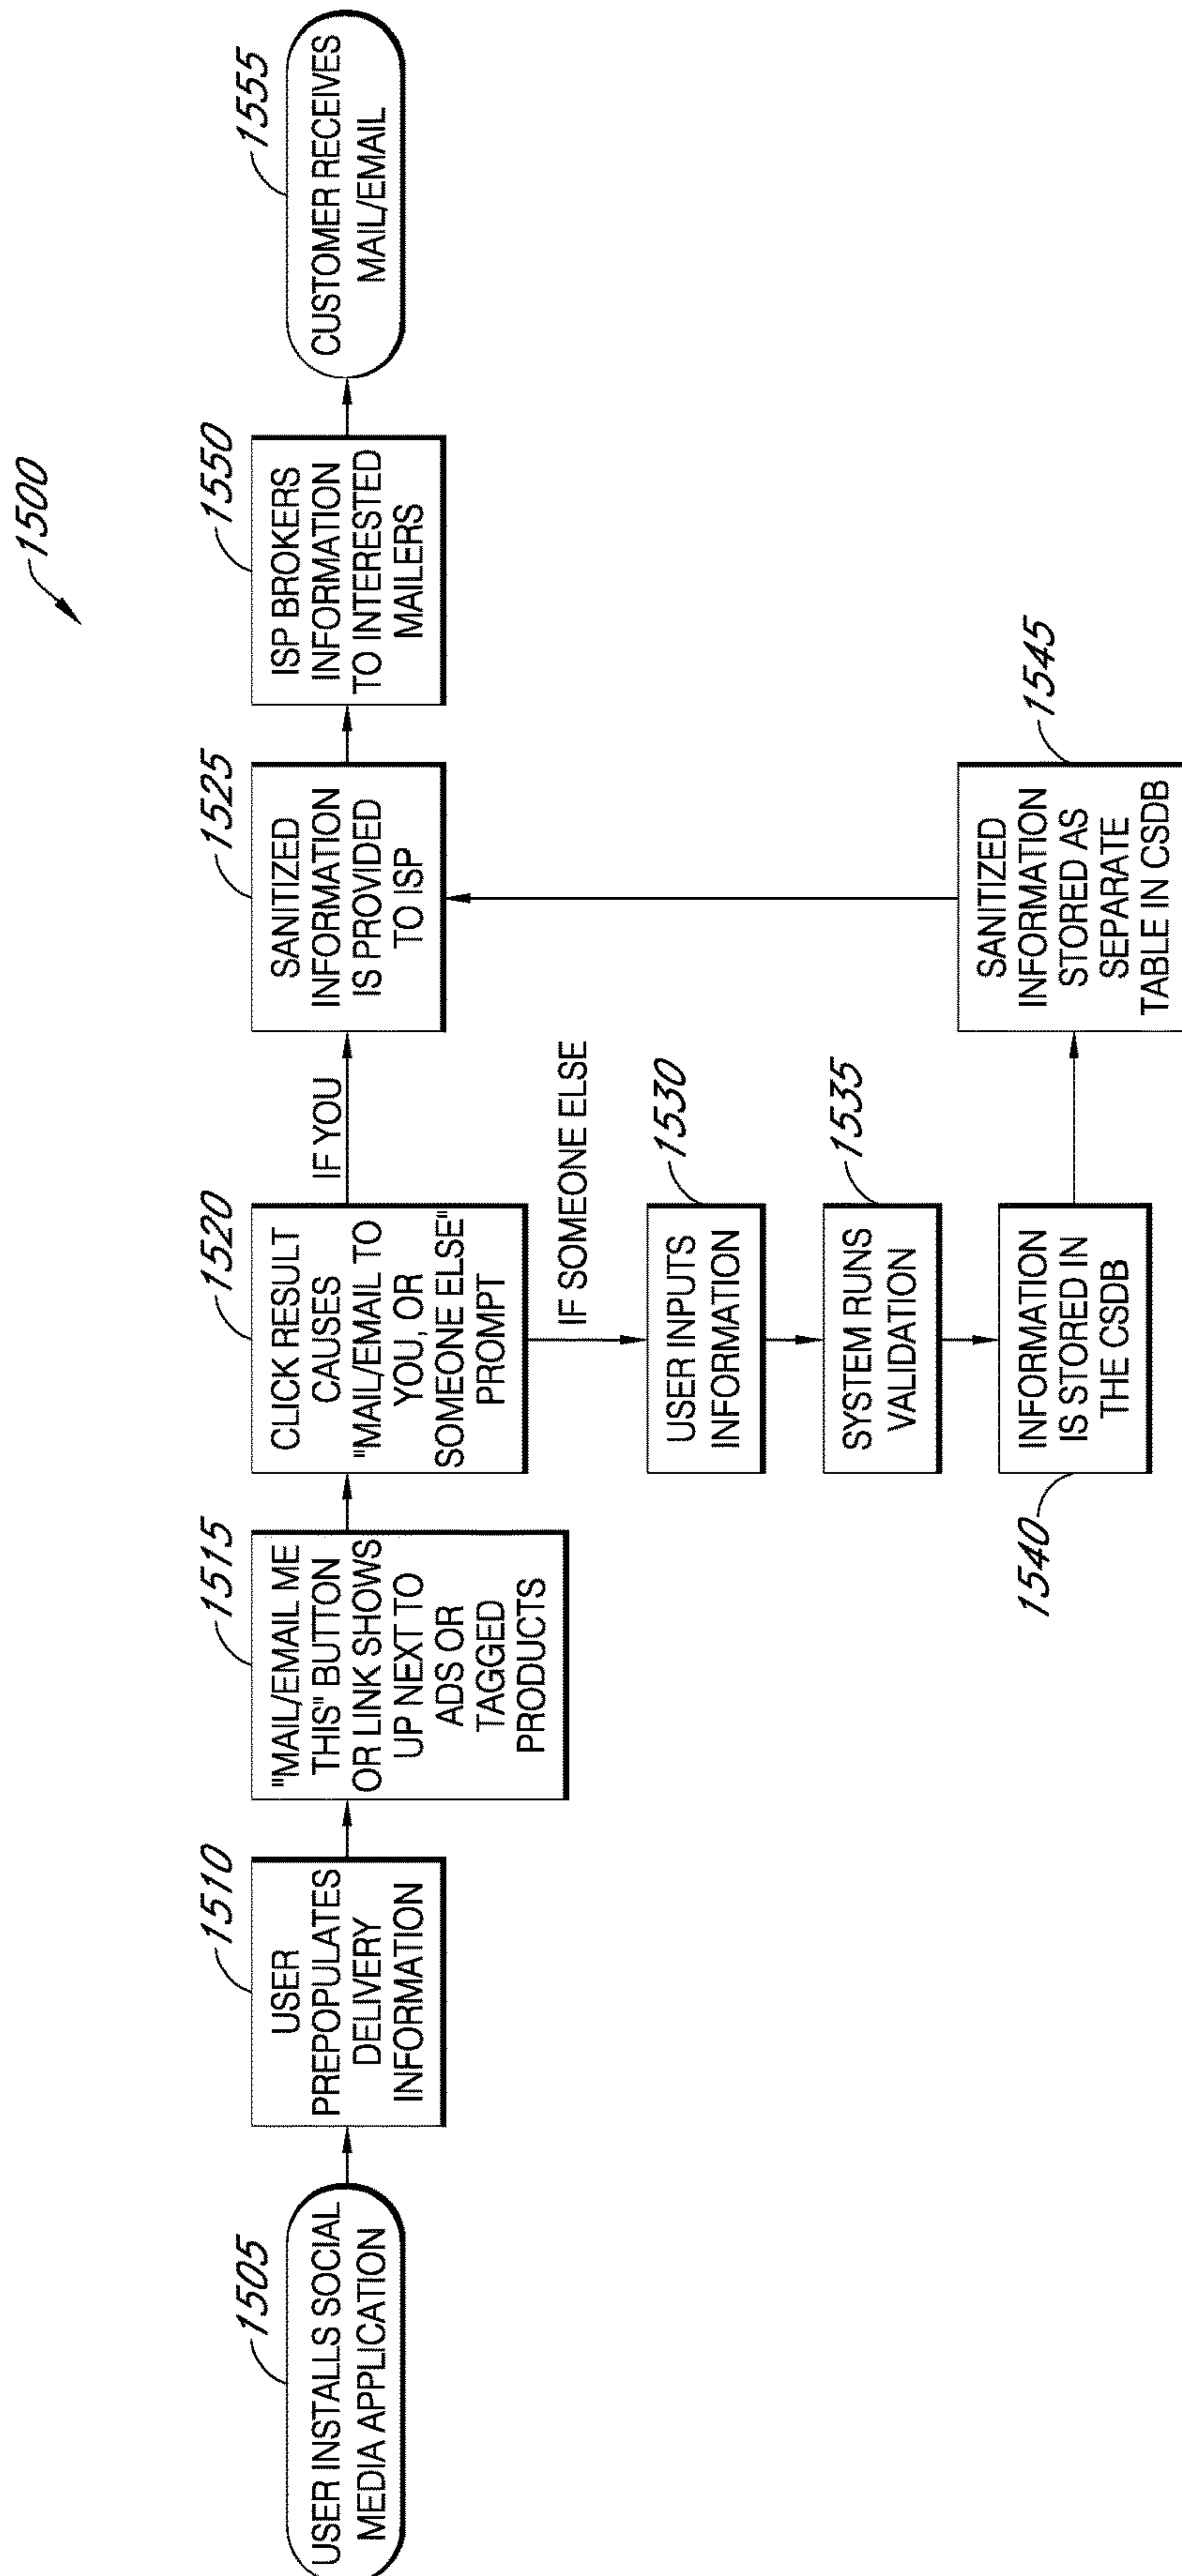 1500
1505
USER INSTALLS SOCIAL
MEDIA APPLICATION
1510
USER
PREPOPULATES
DELIVERY
INFORMATION
1515
"MAIL/EMAIL ME
THIS" BUTTON
OR LINK SHOWS
UP NEXT TO
ADS OR
TAGGED
PRODUCTS
1520
CLICK RESULT
CAUSES
"MAIL/EMAIL TO
YOU, OR
SOMEONE ELSE"
PROMPT
IF YOU
1525
SANITIZED
INFORMATION
IS PROVIDED
TO ISP
1550
ISP BROKERS
INFORMATION
TO INTERESTED
MAILERS
1555
CUSTOMER RECEIVES
MAIL/EMAIL
IF SOMEONE ELSE
1530
USER INPUTS
INFORMATION
1535
SYSTEM RUNS
VALIDATION
1540
INFORMATION
IS STORED IN
THE CSDB
1545
SANITIZED
INFORMATION
STORED AS
SEPARATE
TABLE IN CSDB